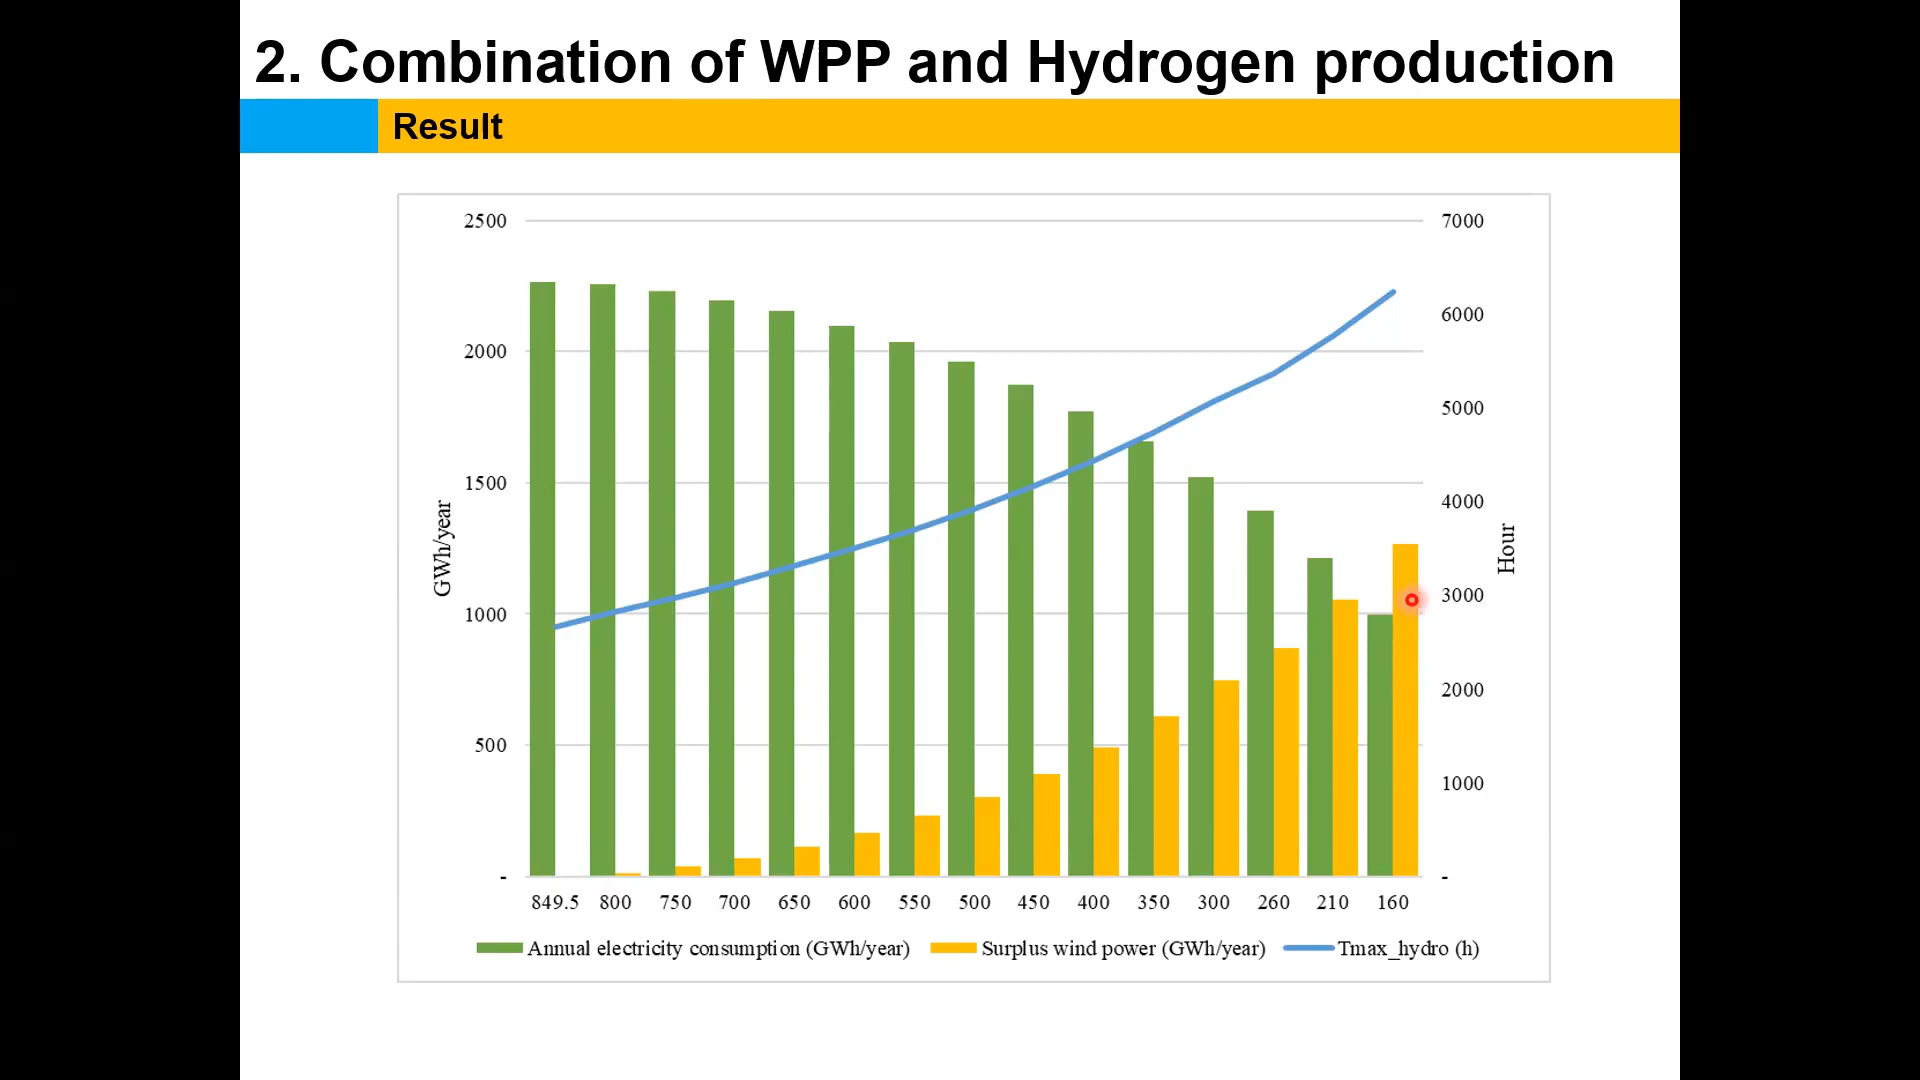 2. Combination of WPP and Hydrogen production
Result
2500
2000
1500
1000
500
-
GWh/year
7000
6000
5000
4000
3000
2000
1000
-
Hour
849.5 800 750 700 650 600 550 500 450 400 350 300 260 210 160
Annual electricity consumption (GWh/year) Surplus wind power (GWh/year) Tmax_hydro (h)